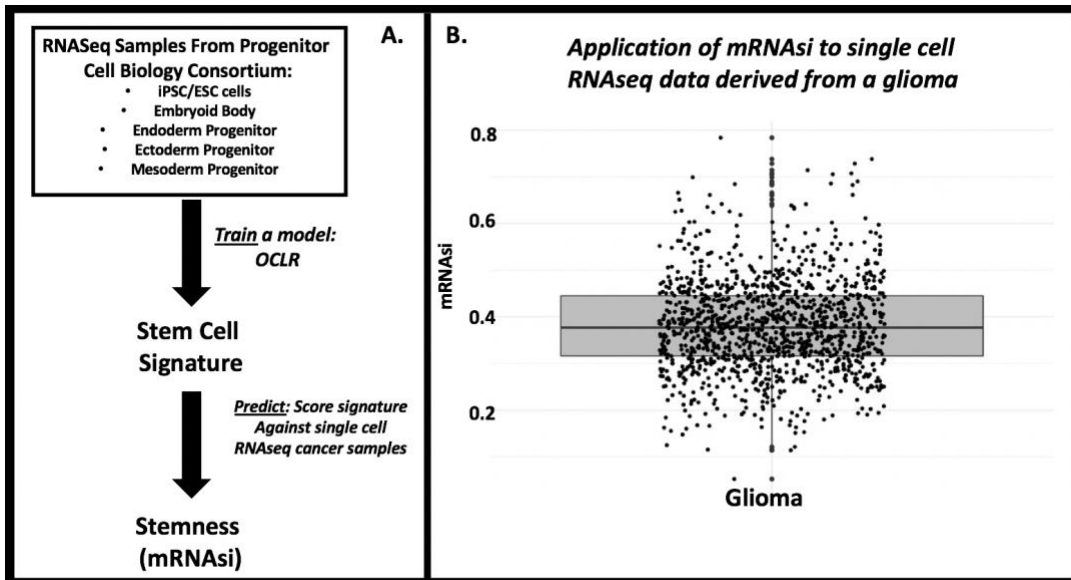 A.
RNASeq Samples From Progenitor
Cell Biology Consortium:
• iPSC/ESC cells
• Embryoid Body
• Endoderm Progenitor
• Ectoderm Progenitor
• Mesoderm Progenitor
Train a model:
OCLR
Stem Cell
Signature
Predict: Score signature
Against single cell
RNAseq cancer samples
Stemness
(mRNAsi)
B.
Application of mRNAsi to single cell
RNAseq data derived from a glioma
0.8
0.6
0.4
0.2
mRNAsi
Glioma